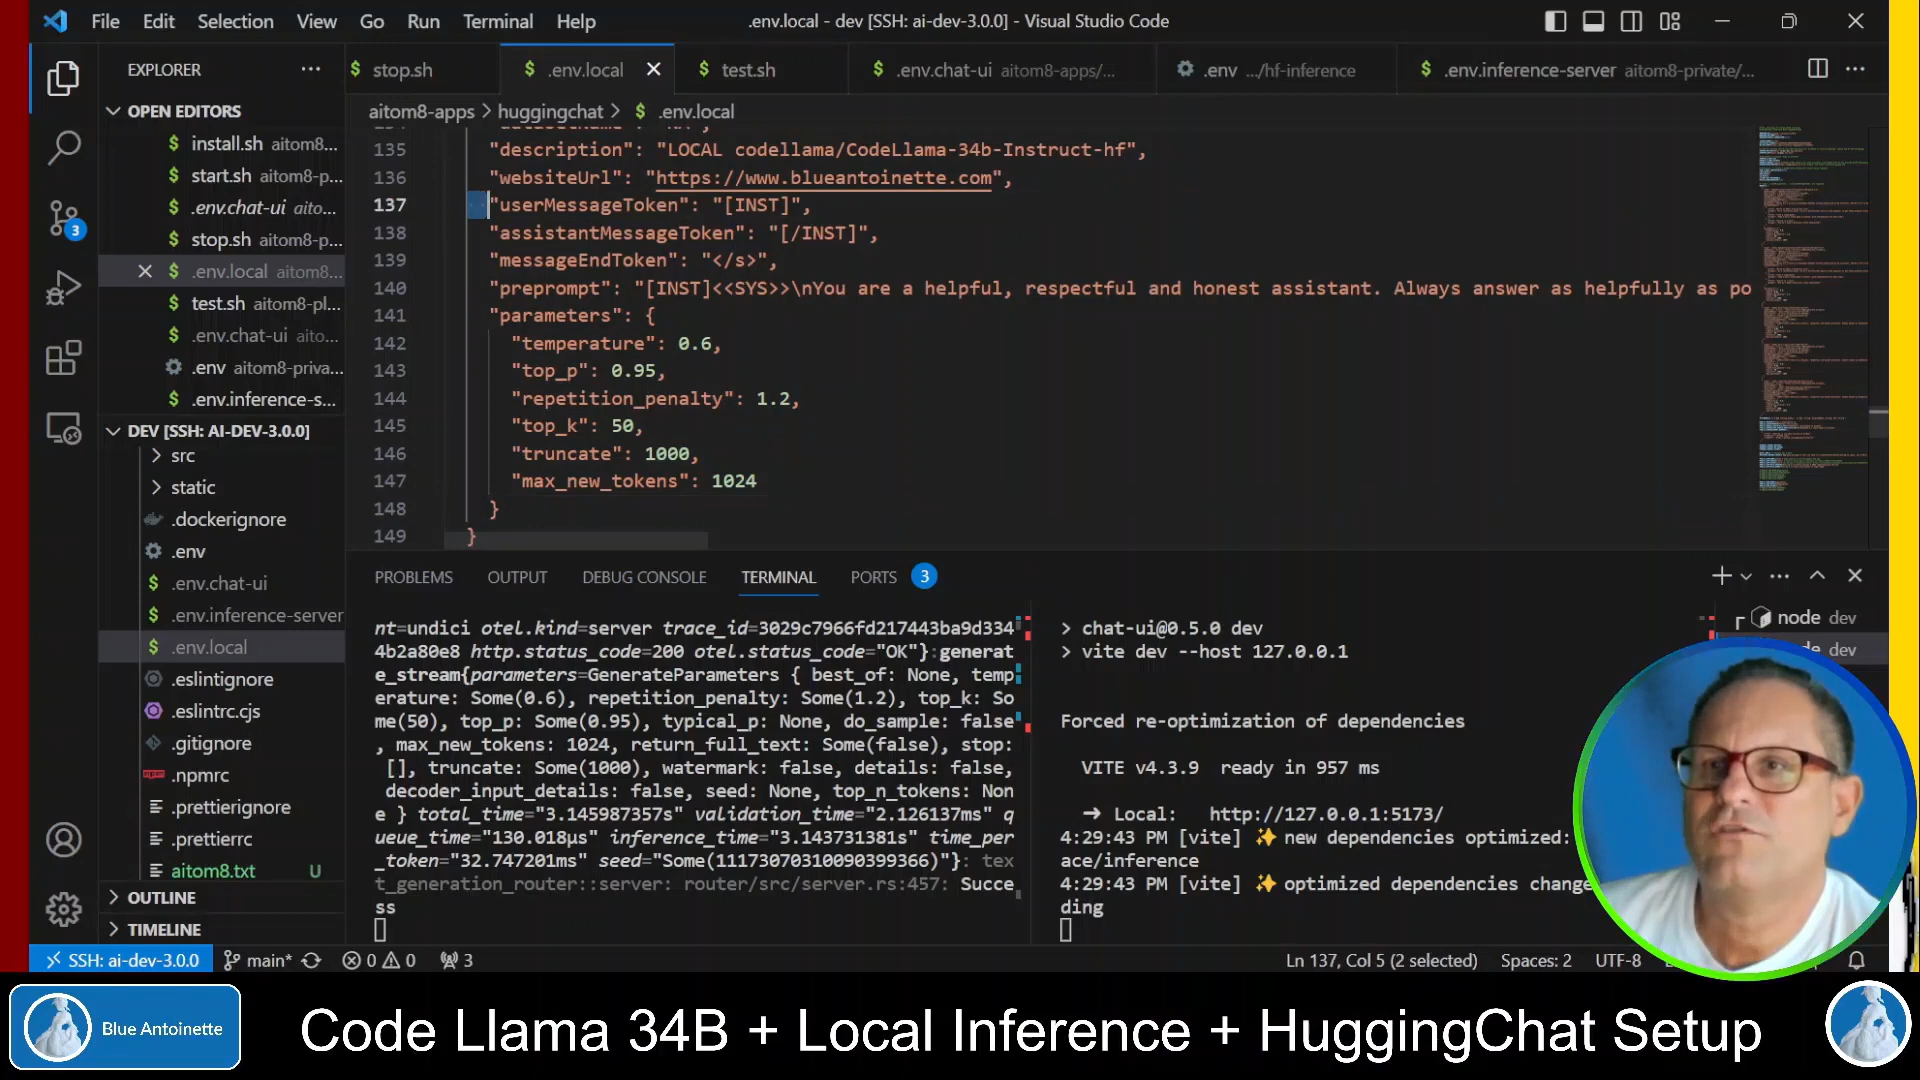 File Edit Selection View Go Run Terminal Help
.env.local - dev [SSH: ai-dev-3.0.0] - Visual Studio Code
EXPLORER
OPEN EDITORS
$ install.sh aitom8...
$ start.sh aitom8-p...
$ .env.chat-ui aito...
$ stop.sh aitom8-p...
$ .env.local aitom8...
$ test.sh aitom8-pl...
$ .env.chat-ui aito...
.env aitom8-priva...
$ .env.inference-s...
DEV [SSH: AI-DEV-3.0.0]
src
static
.dockerignore
.env
$ .env.chat-ui
$ .env.inference-server
$ .env.local
.eslintignore
.eslintrc.cjs
.gitignore
.npmrc
.prettierignore
.prettierrc
aitom8.txt U
OUTLINE
TIMELINE
3
$ stop.sh
$ .env.local
$ test.sh
$ .env.chat-ui aitom8-apps/...
.env .../hf-inference
$ .env.inference-server aitom8-private/...
aitom8-apps > huggingchat > $ .env.local
135 "description": "LOCAL codellama/CodeLlama-34b-Instruct-hf",
136 "websiteUrl": "https://www.blueantoinette.com",
137 "userMessageToken": "[INST]",
138 "assistantMessageToken": "[/INST]",
139 "messageEndToken": "</s>",
140 "preprompt": "[INST]<<SYS>>\nYou are a helpful, respectful and honest assistant. Always answer as helpfully as po
141 "parameters": {
142 "temperature": 0.6,
143 "top_p": 0.95,
144 "repetition_penalty": 1.2,
145 "top_k": 50,
146 "truncate": 1000,
147 "max_new_tokens": 1024
148 }
149 }
PROBLEMS OUTPUT DEBUG CONSOLE TERMINAL PORTS 3
nt=undici otel.kind=server trace_id=3029c7966fd217443ba9d334
4b2a80e8 http.status_code=200 otel.status_code="OK"}:generat
e_stream{parameters=GenerateParameters { best_of: None, temp
erature: Some(0.6), repetition_penalty: Some(1.2), top_k: So
me(50), top_p: Some(0.95), typical_p: None, do_sample: false
, max_new_tokens: 1024, return_full_text: Some(false), stop:
[], truncate: Some(1000), watermark: false, details: false,
decoder_input_details: false, seed: None, top_n_tokens: Non
e } total_time="3.145987357s" validation_time="2.126137ms" q
ueue_time="130.018µs" inference_time="3.143731381s" time_per
_token="32.747201ms" seed="Some(11173070310090399366)"}: tex
t_generation_router::server: router/src/server.rs:457: Succe
ss
> chat-ui@0.5.0 dev
> vite dev --host 127.0.0.1
Forced re-optimization of dependencies
VITE v4.3.9 ready in 957 ms
➜ Local: http://127.0.0.1:5173/
4:29:43 PM [vite] ✨ new dependencies optimized:
ace/inference
4:29:43 PM [vite] ✨ optimized dependencies change
ding
node dev
de dev
SSH: ai-dev-3.0.0 main* 0 0 3
Ln 137, Col 5 (2 selected) Spaces: 2 UTF-8
Blue Antoinette
Code Llama 34B + Local Inference + HuggingChat Setup